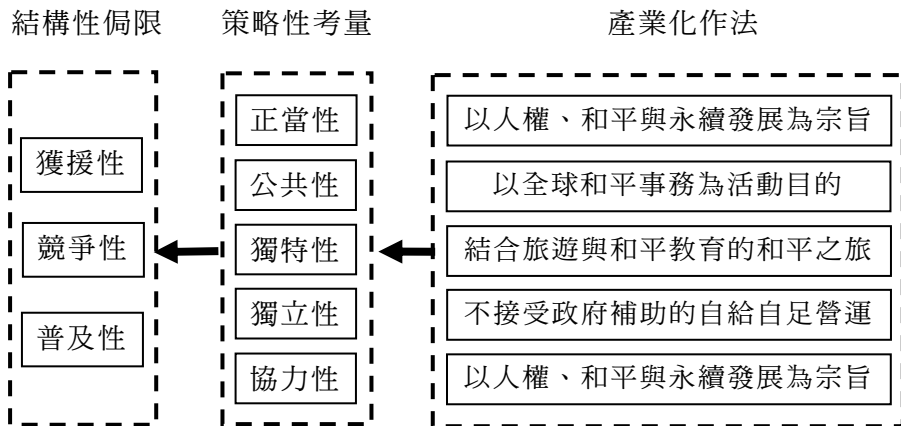 結構性侷限
策略性考量
產業化作法
獲援性
競爭性
普及性
正當性
公共性
獨特性
獨立性
協力性
以人權、和平與永續發展為宗旨
以全球和平事務為活動目的
結合旅遊與和平教育的和平之旅
不接受政府補助的自給自足營運
以人權、和平與永續發展為宗旨